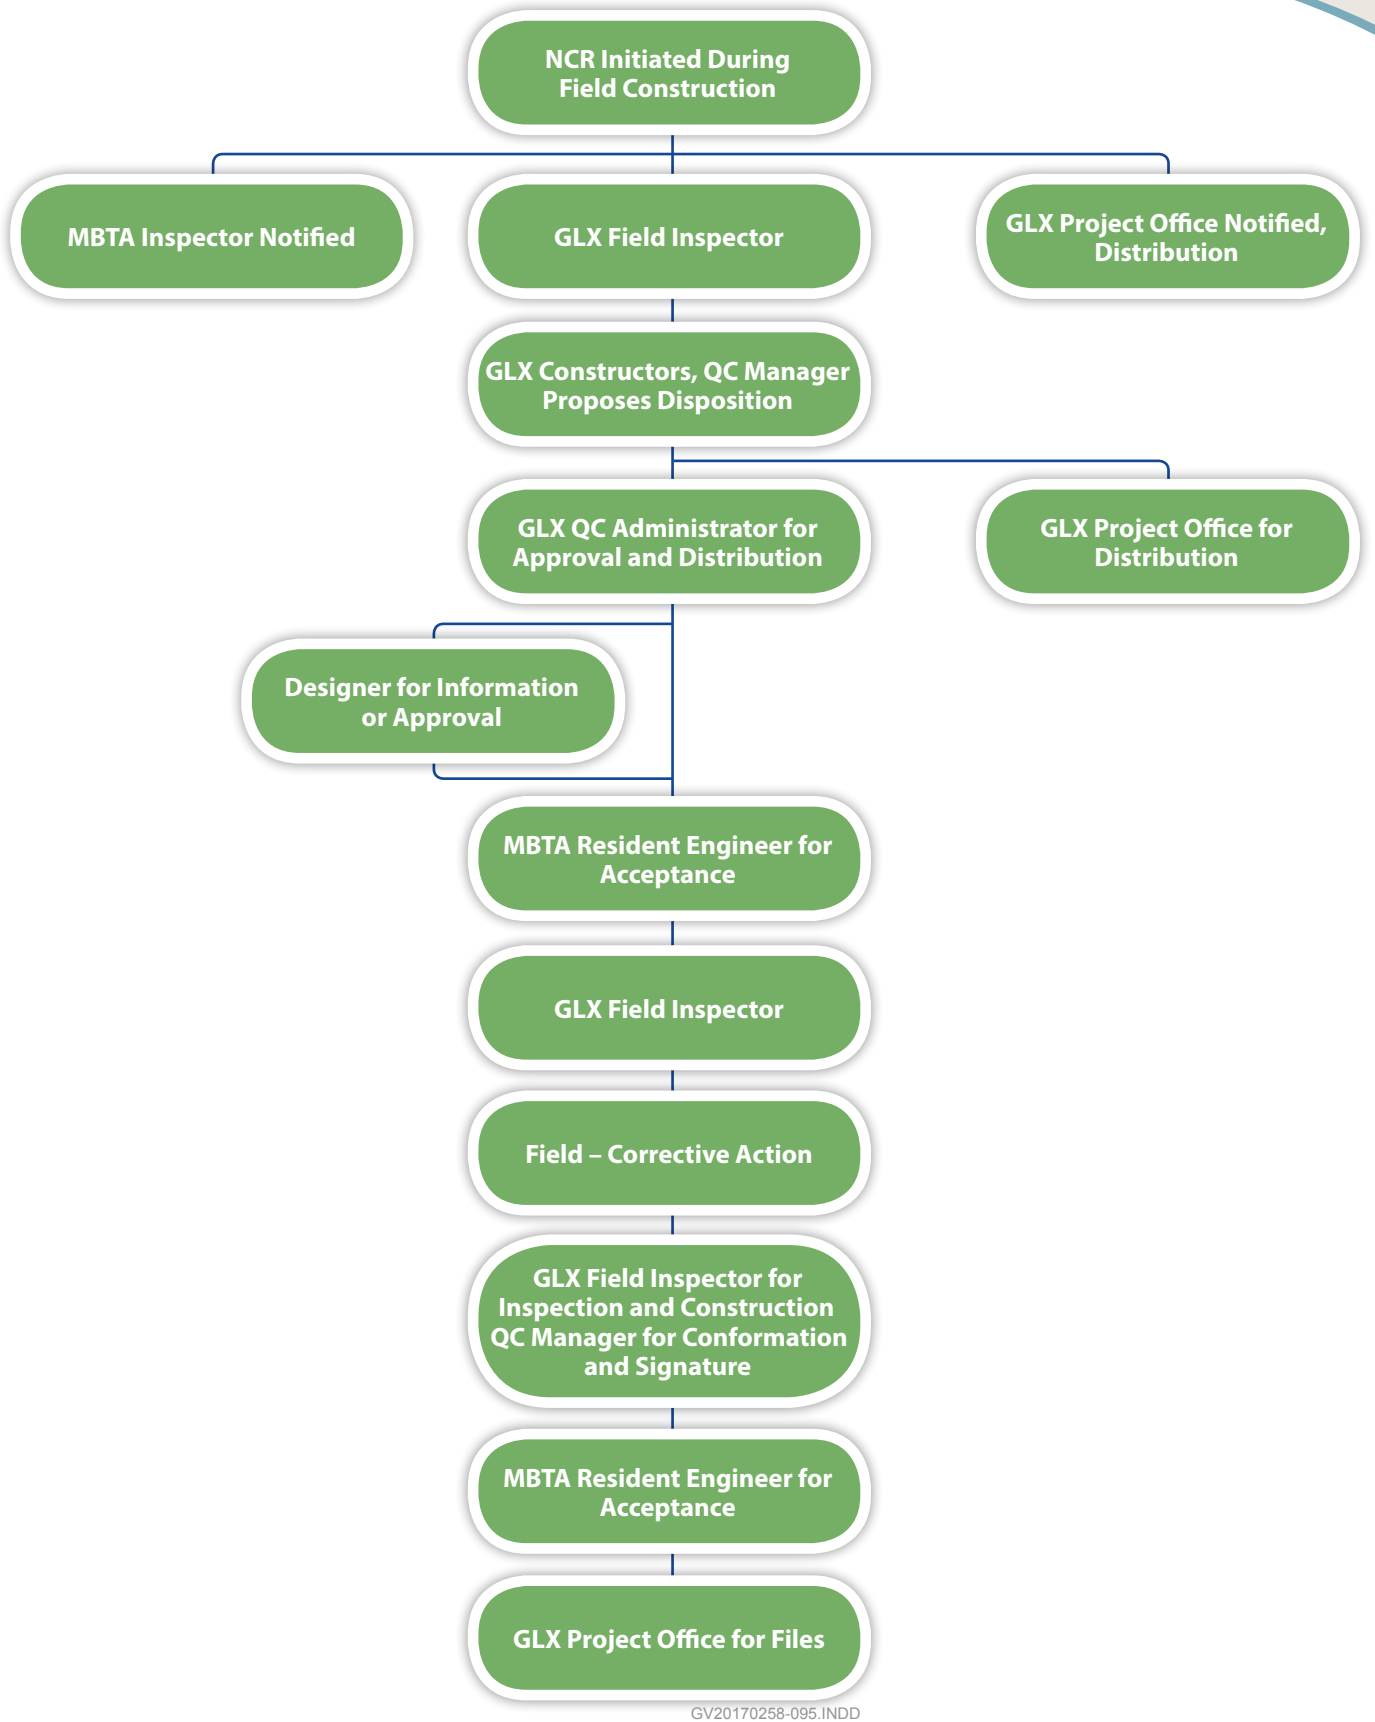 NCR Initiated During
Field Construction
MBTA Inspector Notified
GLX Field Inspector
GLX Project Office Notified,
Distribution
GLX Constructors, QC Manager
Proposes Disposition
GLX QC Administrator for
Approval and Distribution
GLX Project Office for
Distribution
Designer for Information
or Approval
MBTA Resident Engineer for
Acceptance
GLX Field Inspector
Field – Corrective Action
GLX Field Inspector for
Inspection and Construction
QC Manager for Conformation
and Signature
MBTA Resident Engineer for
Acceptance
GLX Project Office for Files
GV20170258-095.INDD